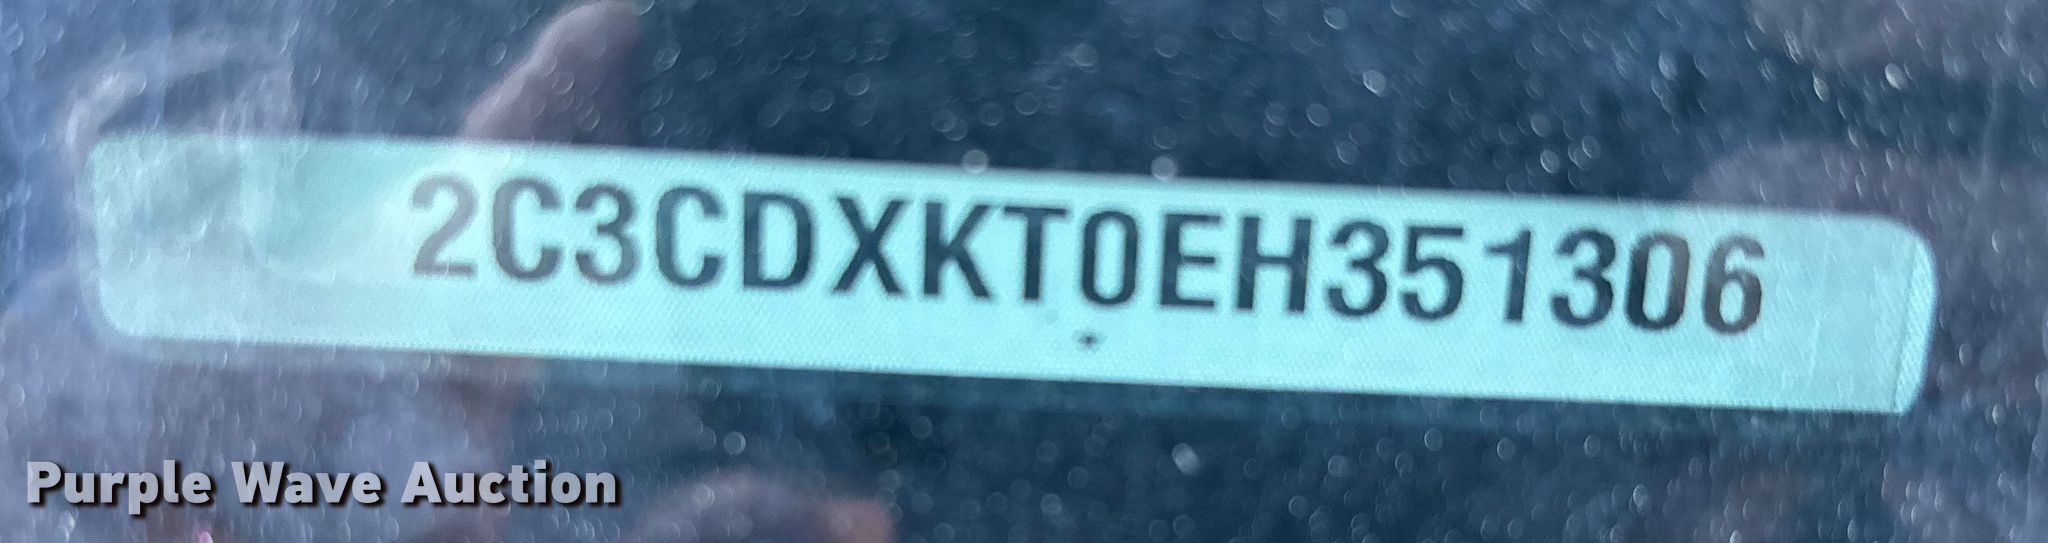 2C3CDXKT0EH351306
Purple Wave Auction